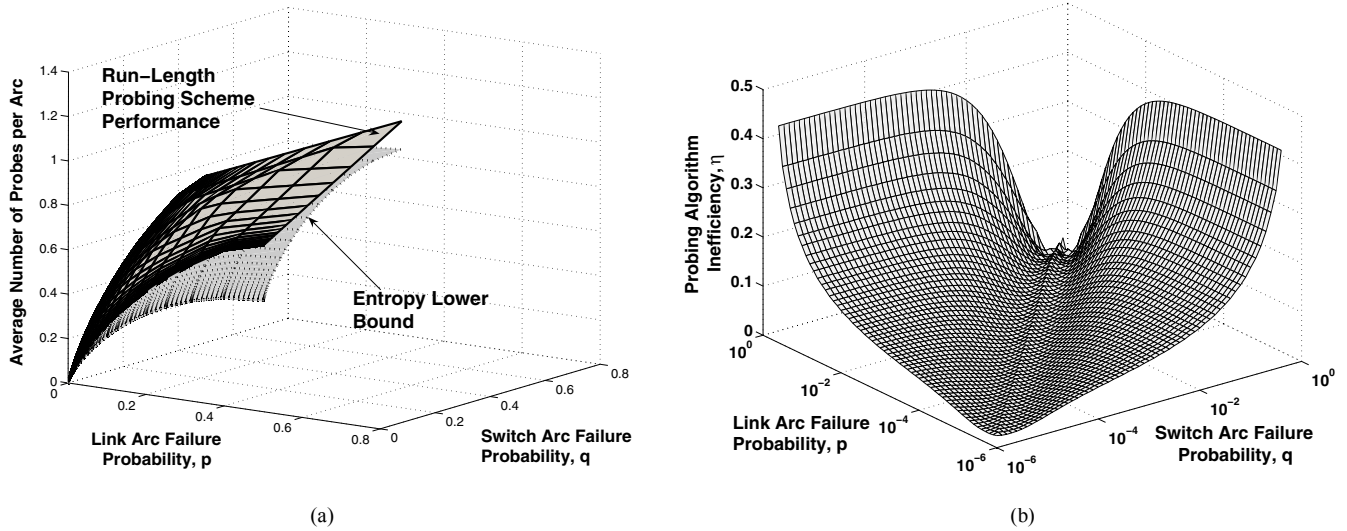 1.4
1.2
1
0.8
0.6
0.4
0.2
0
Average Number of Probes per Arc
Run−Length
Probing Scheme
Performance
Entropy Lower
Bound
0
0.2
0.4
0.6
0.8
Link Arc Failure
Probability, p
0
0.2
0.4
0.6
0.8
Switch Arc Failure
Probability, q
(a)
0.5
0.4
0.3
0.2
0.1
0
Probing Algorithm
Inefficiency, η
10^0
10^−2
10^−4
10^−6
Link Arc Failure
Probability, p
10^−6
10^−4
10^−2
10^0
Switch Arc Failure
Probability, q
(b)